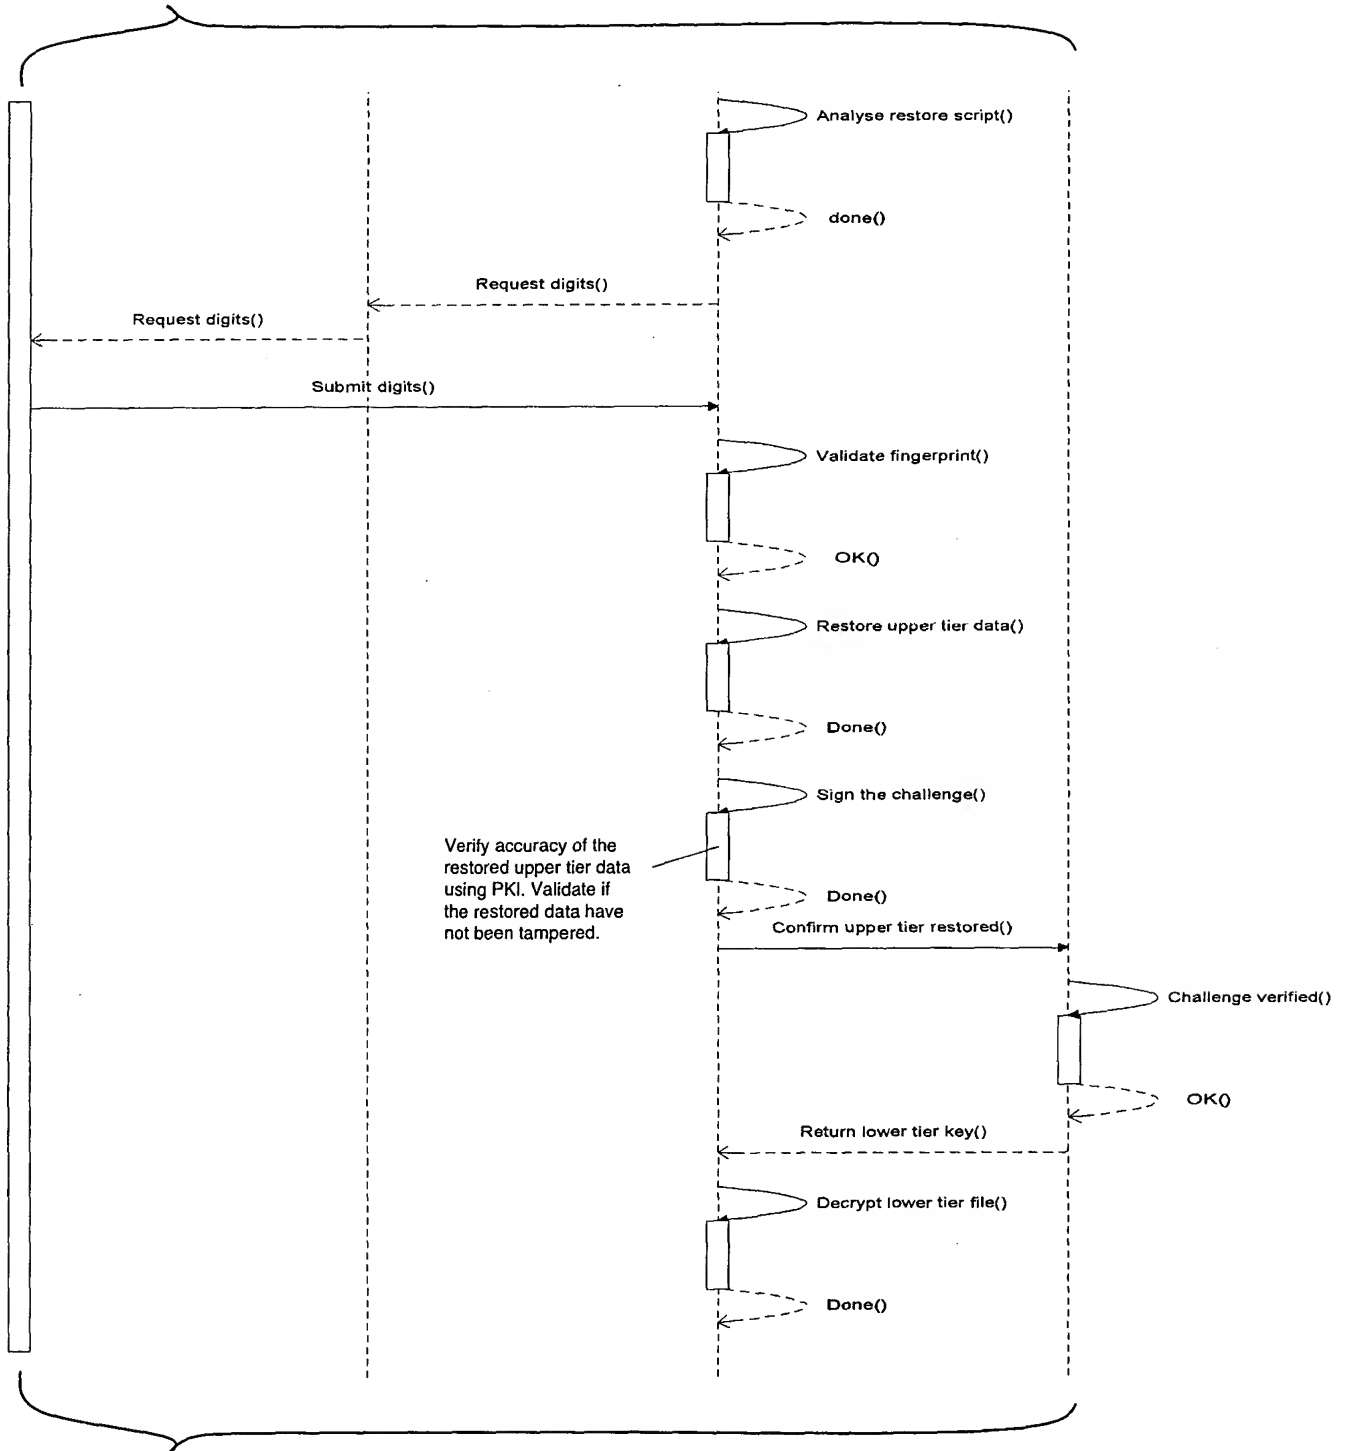 Analyse restore script()
done()
Request digits()
Request digits()
Submit digits()
Validate fingerprint()
OK()
Restore upper tier data()
Done()
Sign the challenge()
Verify accuracy of the
restored upper tier data
using PKI. Validate if
the restored data have
not been tampered.
Done()
Confirm upper tier restored()
Challenge verified()
OK()
Return lower tier key()
Decrypt lower tier file()
Done()